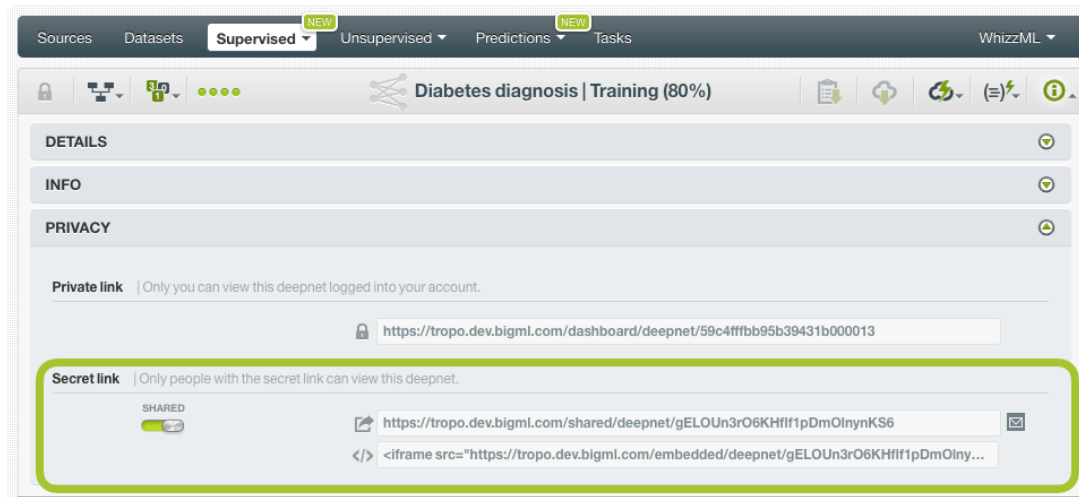 NEW NEW
Sources Datasets Supervised Unsupervised Predictions Tasks WhizzML
Diabetes diagnosis | Training (80%)
DETAILS
INFO
PRIVACY
Private link | Only you can view this deepnet logged into your account.
https://tropo.dev.bigml.com/dashboard/deepnet/59c4fffbb95b39431b000013
Secret link | Only people with the secret link can view this deepnet.
SHARED
https://tropo.dev.bigml.com/shared/deepnet/gELOUn3rO6KHflf1pDmOlnynKS6
</> <iframe src="https://tropo.dev.bigml.com/embedded/deepnet/gELOUn3rO6KHflf1pDmOlny...